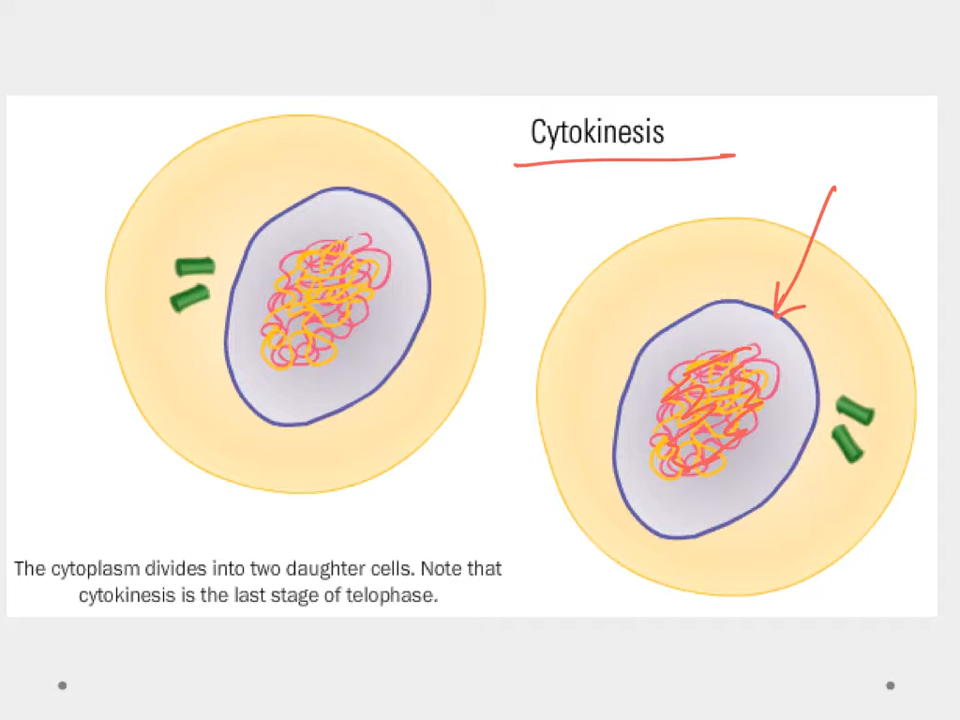 Cytokinesis
The cytoplasm divides into two daughter cells. Note that
cytokinesis is the last stage of telophase.